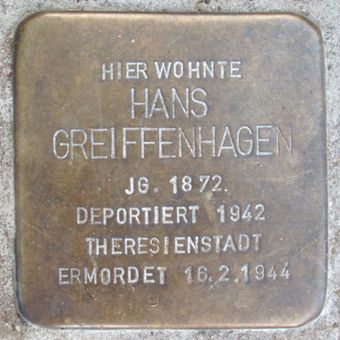 HIER WOHNTE
HANS
GREIFFENHAGEN
JG. 1872
DEPORTIERT 1942
THERESIENSTADT
ERMORDET 16.2.1944